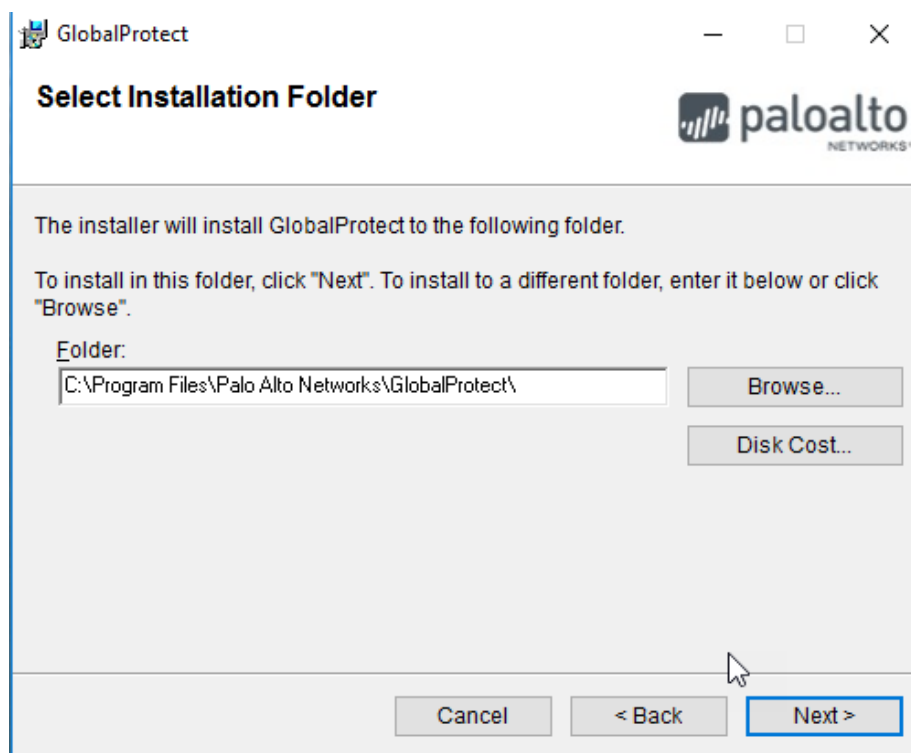 GlobalProtect
Select Installation Folder
paloalto
NETWORKS
The installer will install GlobalProtect to the following folder.
To install in this folder, click "Next". To install to a different folder, enter it below or click
"Browse".
Folder:
C:\Program Files\Palo Alto Networks\GlobalProtect\
Browse...
Disk Cost...
Cancel
< Back
Next >